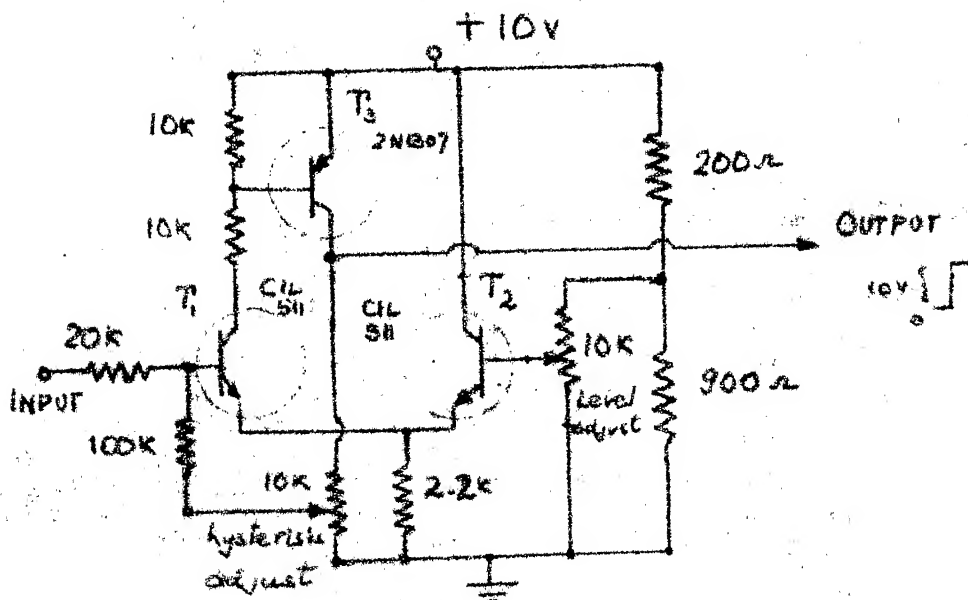 + 10v
T3
2N1307
10K
200Ω
10K
OUTPUT
T1
CIL
511
CIL
511
T2
10v
0
20K
INPUT
10K
Level
adjust
900Ω
100K
10K
2.2K
hysterisis
adjust